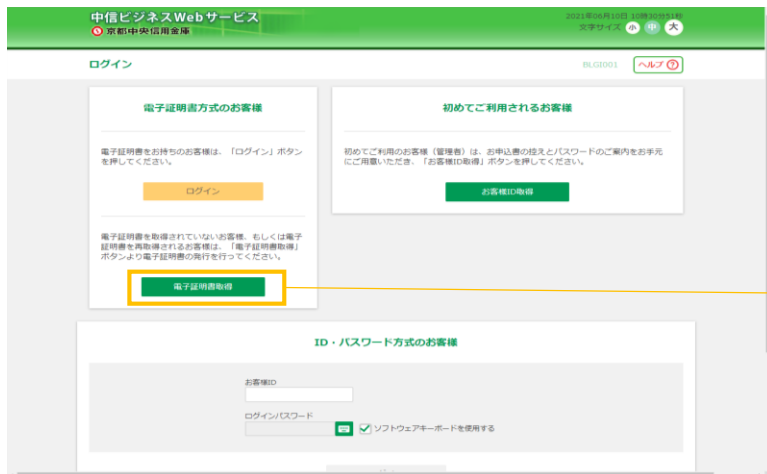 中信ビジネスWebサービス
京都中央信用金庫
2021年06月10日 10時30分51秒
文字サイズ 小 中 大
ログイン
BLGI001 ヘルプ ?
電子証明書方式のお客様
電子証明書をお持ちのお客様は、「ログイン」ボタン
を押してください。
ログイン
電子証明書を取得されていないお客様、もしくは電子
証明書を再取得されるお客様は、「電子証明書取得」
ボタンより電子証明書の発行を行ってください。
電子証明書取得
初めてご利用されるお客様
初めてご利用のお客様（管理者）は、お申込書の控えとパスワードのご案内をお手元
にご用意いただき、「お客様ID取得」ボタンを押してください。
お客様ID取得
ID・パスワード方式のお客様
お客様ID
ログインパスワード
ソフトウェアキーボードを使用する